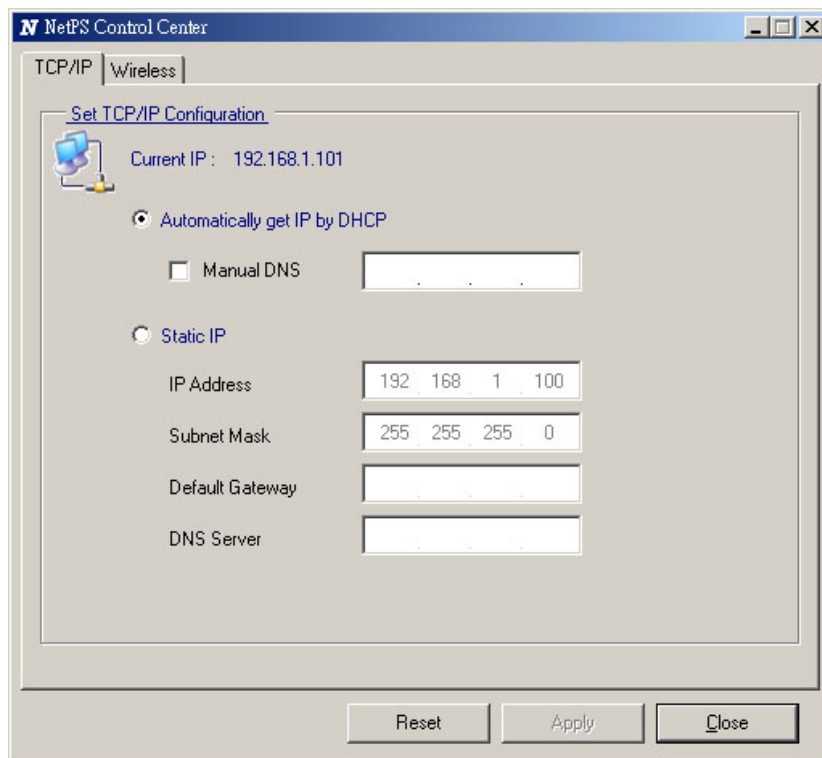 N NetPS Control Center
TCP/IP Wireless
Set TCP/IP Configuration
Current IP : 192.168.1.101
Automatically get IP by DHCP
Manual DNS . . .
Static IP
IP Address 192 . 168 . 1 . 100
Subnet Mask 255 . 255 . 255 . 0
Default Gateway . . .
DNS Server . . .
Reset Apply Close